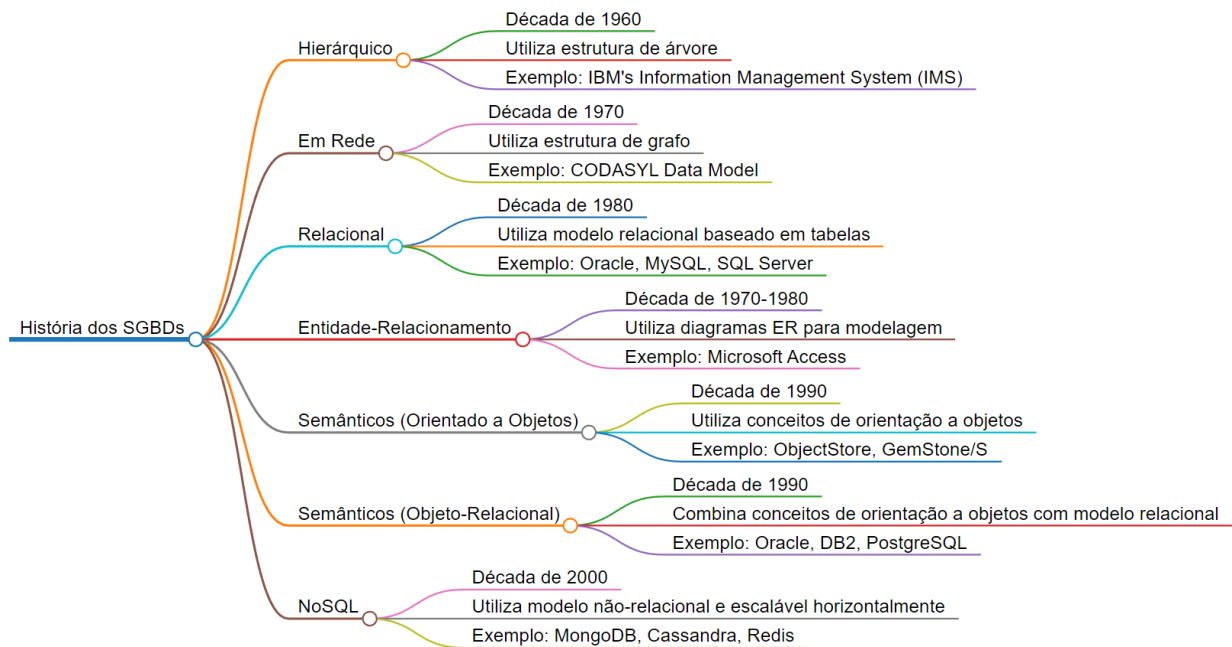 História dos SGBDs
Hierárquico
Década de 1960
Utiliza estrutura de árvore
Exemplo: IBM's Information Management System (IMS)
Em Rede
Década de 1970
Utiliza estrutura de grafo
Exemplo: CODASYL Data Model
Relacional
Década de 1980
Utiliza modelo relacional baseado em tabelas
Exemplo: Oracle, MySQL, SQL Server
Entidade-Relacionamento
Década de 1970-1980
Utiliza diagramas ER para modelagem
Exemplo: Microsoft Access
Semânticos (Orientado a Objetos)
Década de 1990
Utiliza conceitos de orientação a objetos
Exemplo: ObjectStore, GemStone/S
Semânticos (Objeto-Relacional)
Década de 1990
Combina conceitos de orientação a objetos com modelo relacional
Exemplo: Oracle, DB2, PostgreSQL
NoSQL
Década de 2000
Utiliza modelo não-relacional e escalável horizontalmente
Exemplo: MongoDB, Cassandra, Redis